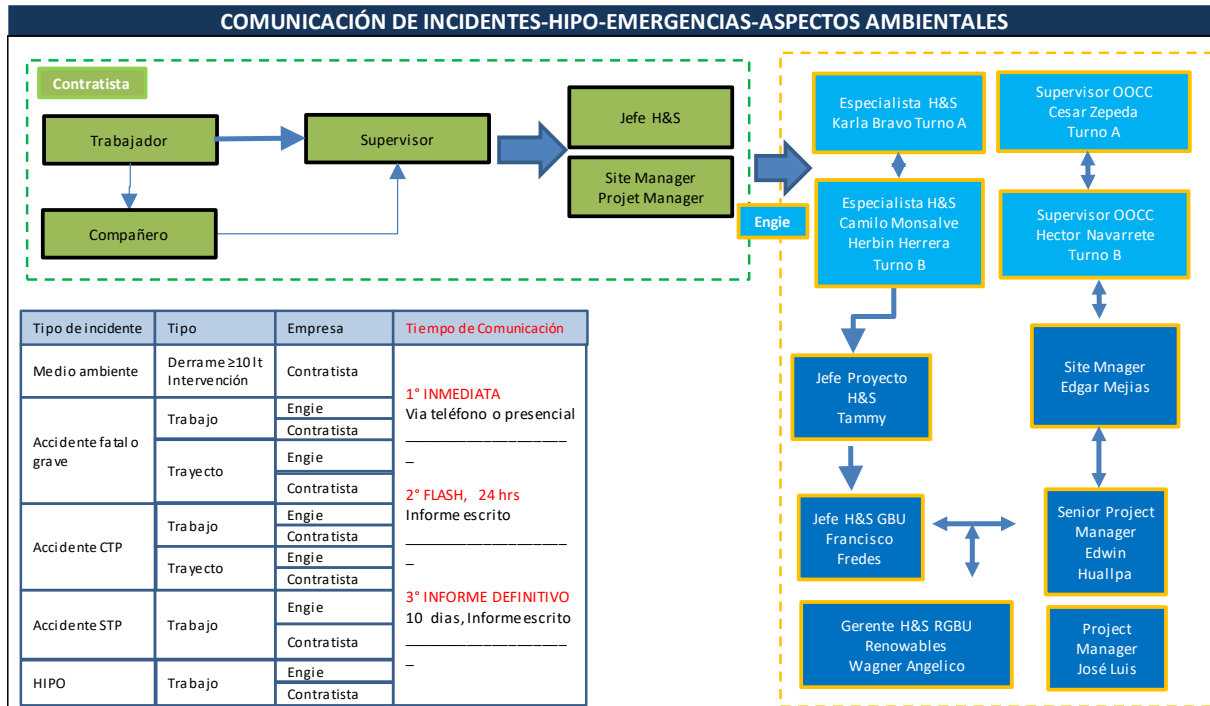 COMUNICACIÓN DE INCIDENTES-HIPO-EMERGENCIAS-ASPECTOS AMBIENTALES
Contratista
Trabajador
Supervisor
Compañero
Jefe H&S
Site Manager
Projet Manager
Engie
Especialista H&S
Karla Bravo Turno A
Supervisor OOCC
Cesar Zepeda
Turno A
Especialista H&S
Camilo Monsalve
Herbin Herrera
Turno B
Supervisor OOCC
Hector Navarrete
Turno B
Jefe Proyecto
H&S
Tammy
Site Mnager
Edgar Mejias
Jefe H&S GBU
Francisco
Fredes
Senior Project
Manager
Edwin
Huallpa
Gerente H&S RGBU
Renowables
Wagner Angelico
Project
Manager
José Luis
Tipo de incidente Tipo Empresa Tiempo de Comunicación
Medio ambiente
Derrame ≥10 lt
Intervención
Contratista
Accidente fatal o
grave
Trabajo
Engie
Contratista
Trayecto
Engie
Contratista
Accidente CTP
Trabajo
Engie
Contratista
Trayecto
Engie
Contratista
Accidente STP
Trabajo
Engie
Contratista
HIPO
Trabajo
Engie
Contratista
1° INMEDIATA
Via teléfono o presencial
2° FLASH, 24 hrs
Informe escrito
3° INFORME DEFINITIVO
10 dias, Informe escrito